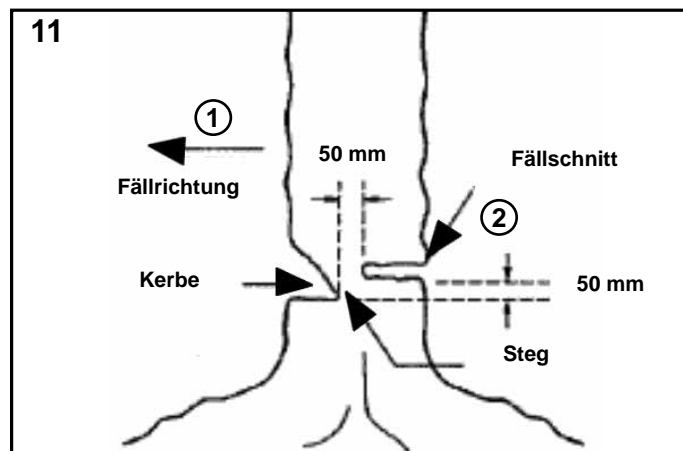 11
①
50 mm
Fällschnitt
Fällrichtung
②
Kerbe
50 mm
Steg